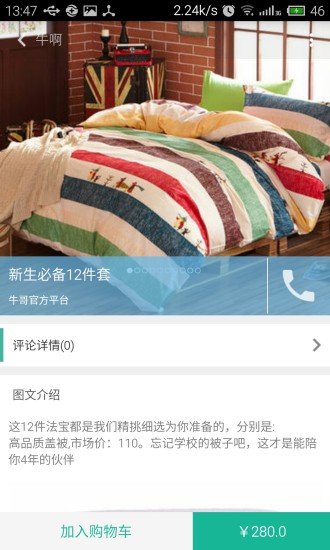 13:47
2.24k/s
46
牛啊
新生必备12件套
牛哥官方平台
评论详情(0)
图文介绍
这12件法宝都是我们精挑细选为你准备的，分别是:
高品质盖被,市场价：110。忘记学校的被子吧，这才是能陪
你4年的伙伴
加入购物车
￥280.0